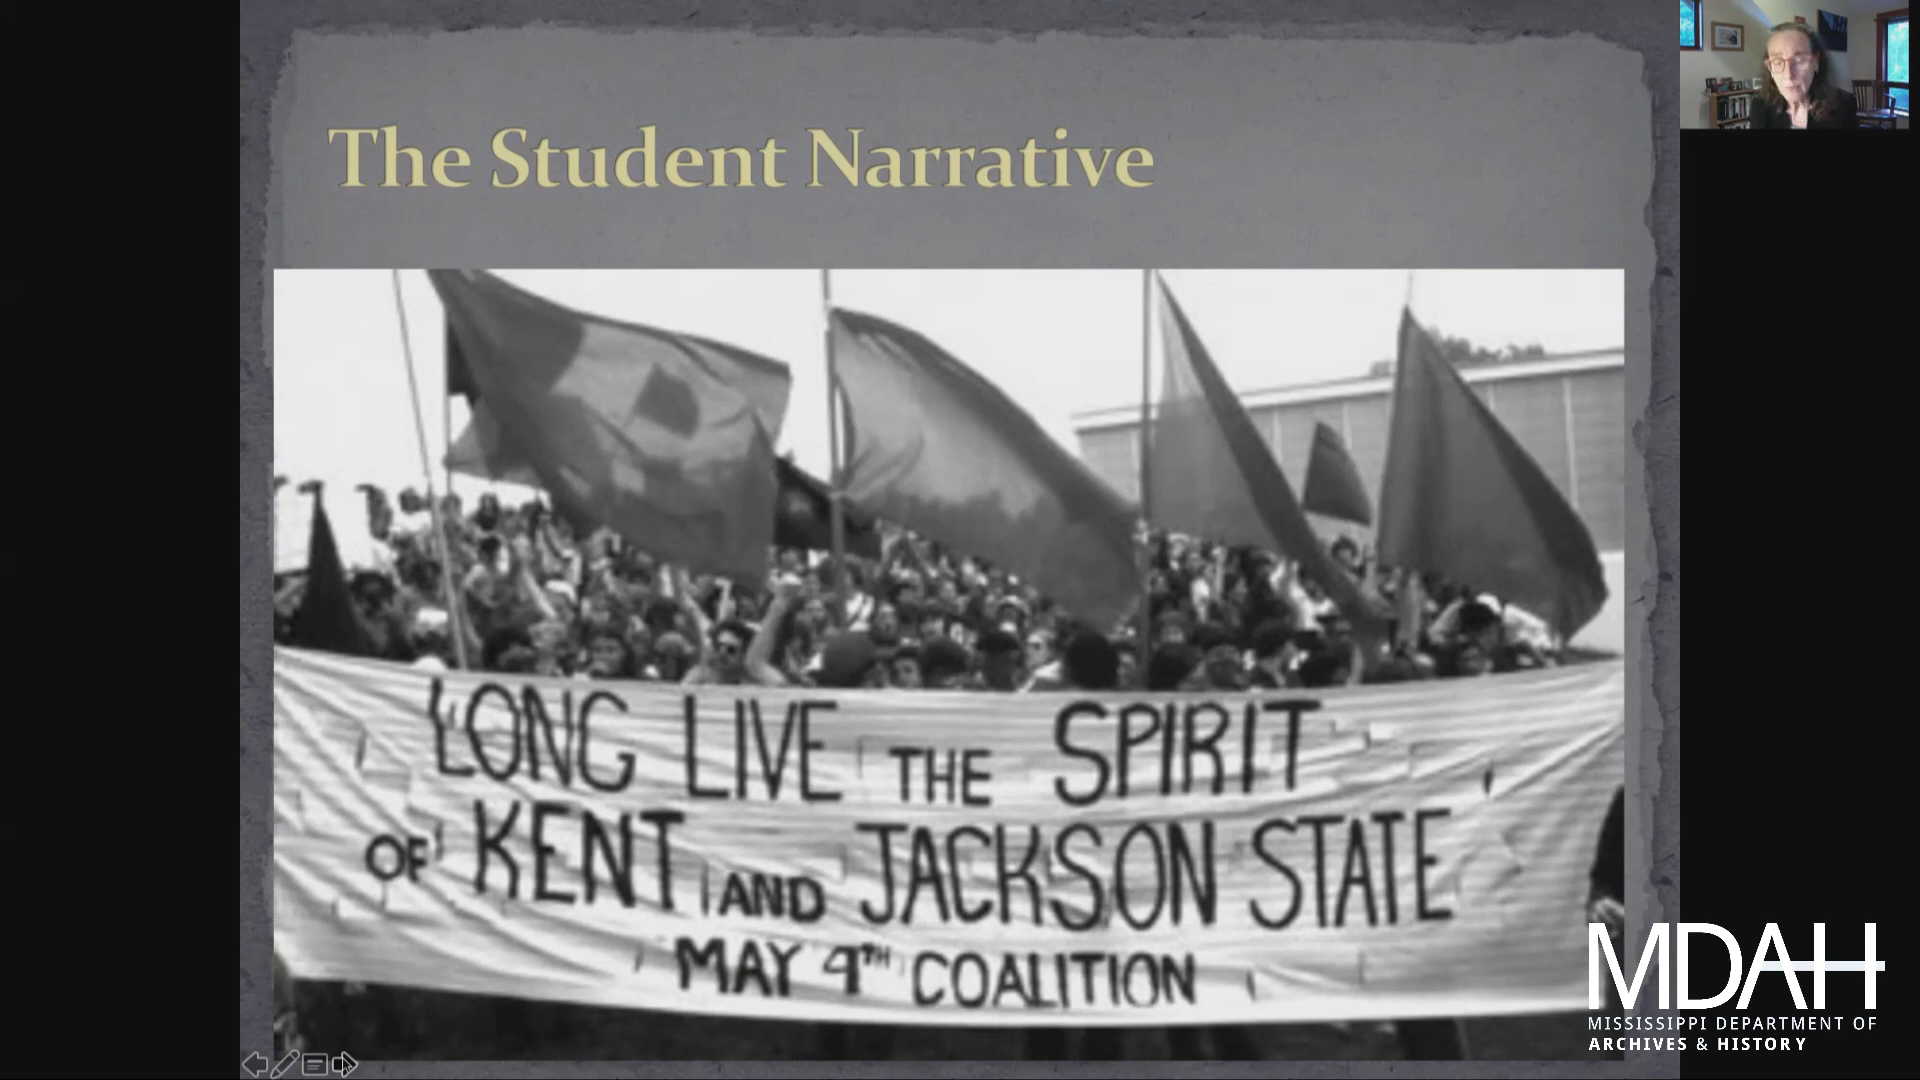 The Student Narrative
LONG LIVE THE SPIRIT
OF KENT AND JACKSON STATE
MAY 4TH COALITION
MDAH
MISSISSIPPI DEPARTMENT OF
ARCHIVES & HISTORY